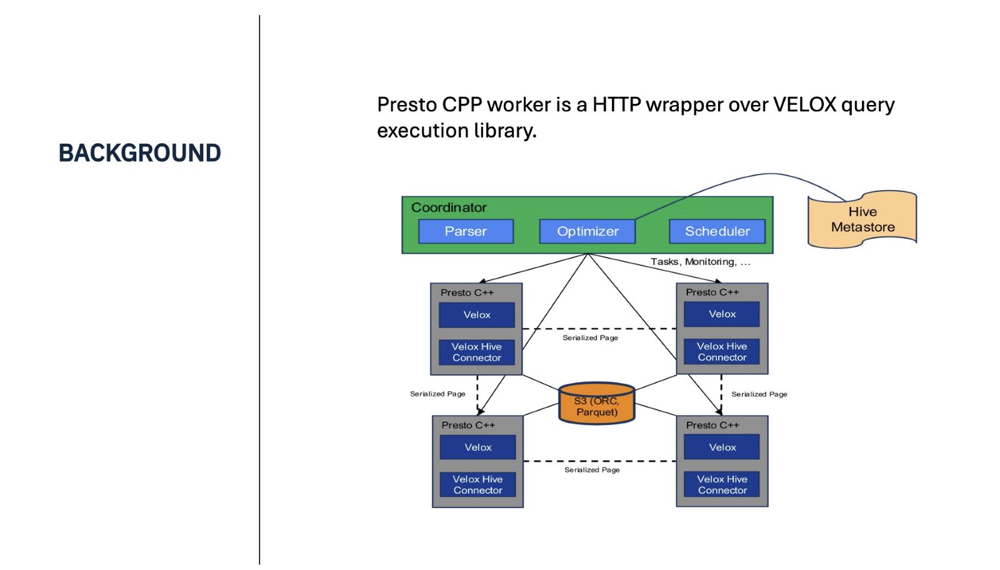 BACKGROUND
Presto CPP worker is a HTTP wrapper over VELOX query
execution library.
Coordinator
Parser
Optimizer
Scheduler
Hive
Metastore
Tasks, Monitoring, ...
Presto C++
Velox
Velox Hive
Connector
Presto C++
Velox
Velox Hive
Connector
Serialized Page
Serialized Page
S3 (ORC,
Parquet)
Serialized Page
Presto C++
Velox
Velox Hive
Connector
Presto C++
Velox
Velox Hive
Connector
Serialized Page